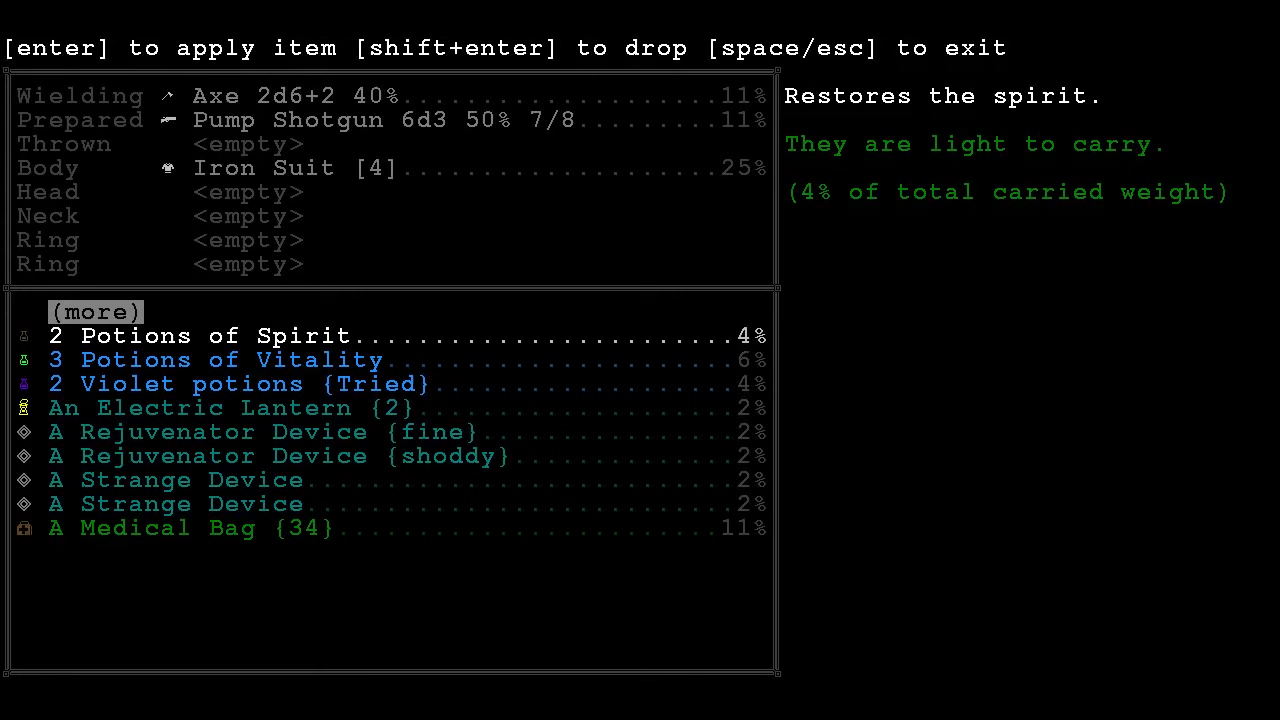 [enter] to apply item [shift+enter] to drop [space/esc] to exit
Wielding Axe 2d6+2 40%......................11%
Prepared Pump Shotgun 6d3 50% 7/8.........11%
Thrown <empty>
Body Iron Suit [4]......................25%
Head <empty>
Neck <empty>
Ring <empty>
Ring <empty>
(more)
2 Potions of Spirit........................4%
3 Potions of Vitality......................6%
2 Violet potions {Tried}...................4%
An Electric Lantern {2}....................2%
A Rejuvenator Device {fine}................2%
A Rejuvenator Device {shoddy}..............2%
A Strange Device...........................2%
A Strange Device...........................2%
A Medical Bag {34}........................11%
Restores the spirit.
They are light to carry.
(4% of total carried weight)